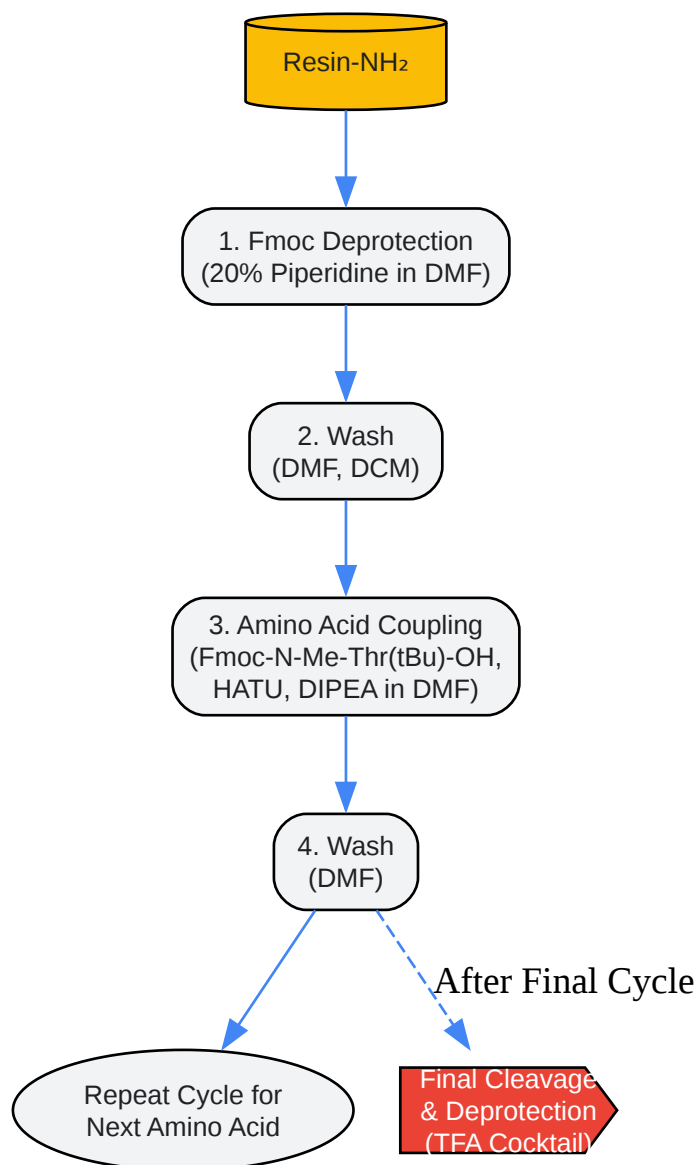 Resin-NH₂
1. Fmoc Deprotection
(20% Piperidine in DMF)
2. Wash
(DMF, DCM)
3. Amino Acid Coupling
(Fmoc-N-Me-Thr(tBu)-OH,
HATU, DIPEA in DMF)
4. Wash
(DMF)
After Final Cycle
Repeat Cycle for
Next Amino Acid
Final Cleavage
& Deprotection
(TFA Cocktail)